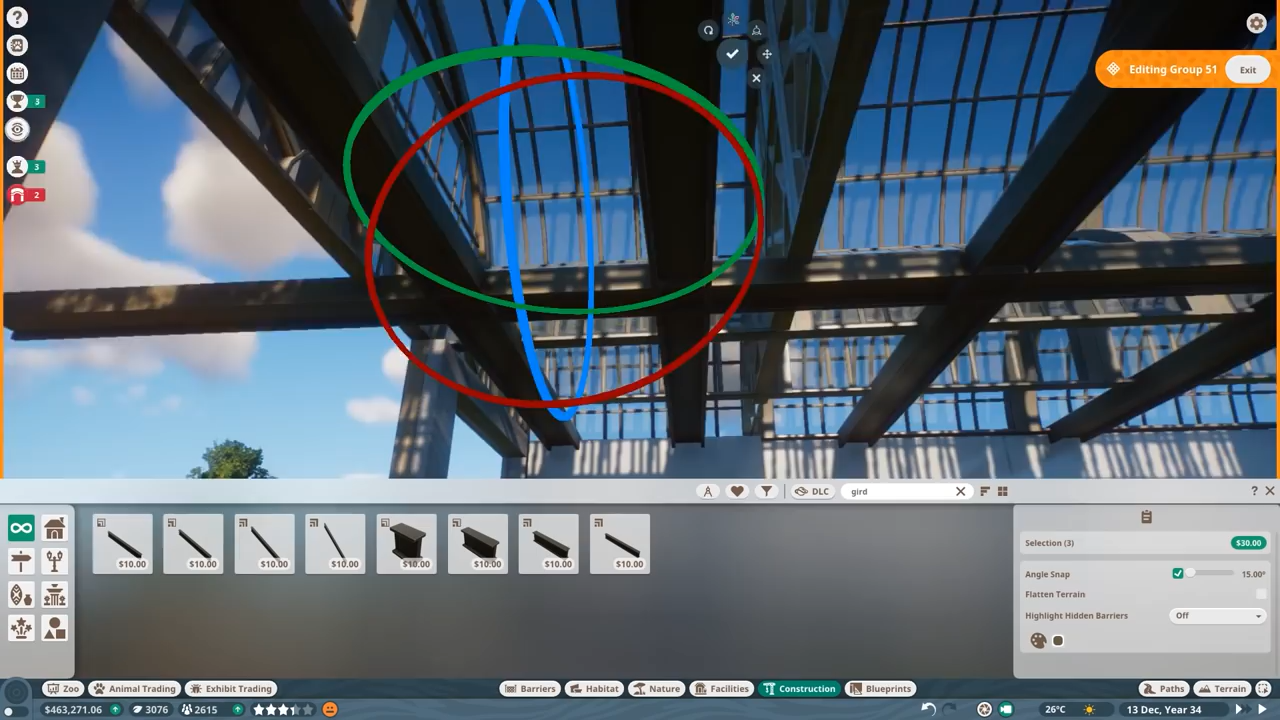 ?
3
3
2
Editing Group 51
Exit
DLC
gird
?
$10.00
$10.00
$10.00
$10.00
$10.00
$10.00
$10.00
$10.00
Selection (3)
$30.00
Angle Snap
15.00°
Flatten Terrain
Highlight Hidden Barriers
Off
Zoo
Animal Trading
Exhibit Trading
Barriers
Habitat
Nature
Facilities
Construction
Blueprints
Paths
Terrain
$463,271.06
3076
2615
26°C
13 Dec, Year 34